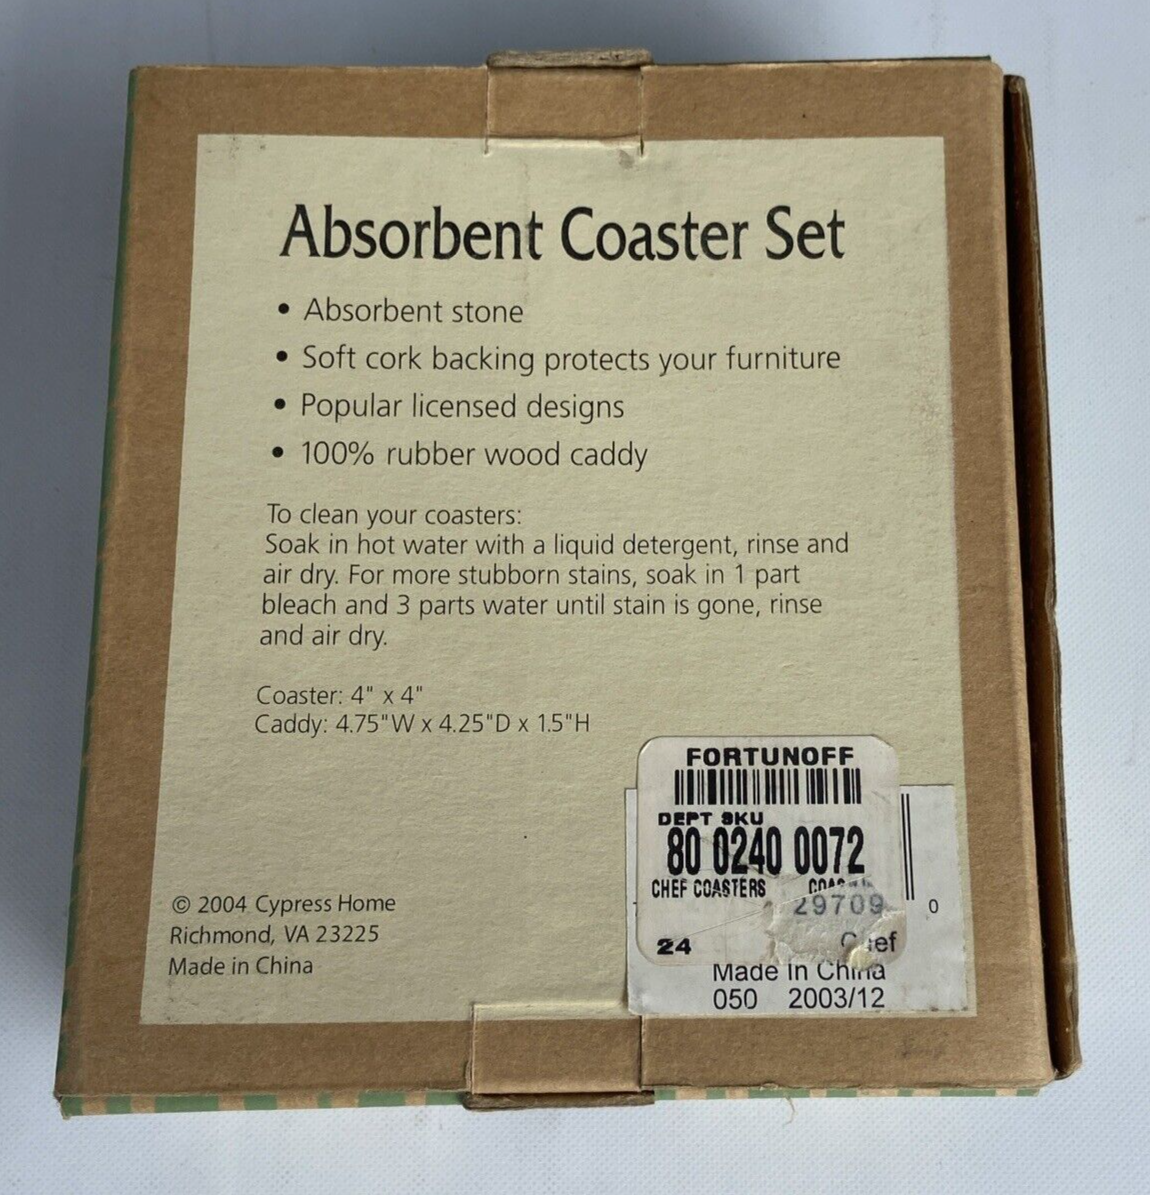 Absorbent Coaster Set
• Absorbent stone
• Soft cork backing protects your furniture
• Popular licensed designs
• 100% rubber wood caddy
To clean your coasters:
Soak in hot water with a liquid detergent, rinse and
air dry. For more stubborn stains, soak in 1 part
bleach and 3 parts water until stain is gone, rinse
and air dry.
Coaster: 4" x 4"
Caddy: 4.75"W x 4.25"D x 1.5"H
© 2004 Cypress Home
Richmond, VA 23225
Made in China
FORTUNOFF
DEPT SKU
80 0240 0072
CHEF COASTERS
29709 0
24
Made In China
050 2003/12